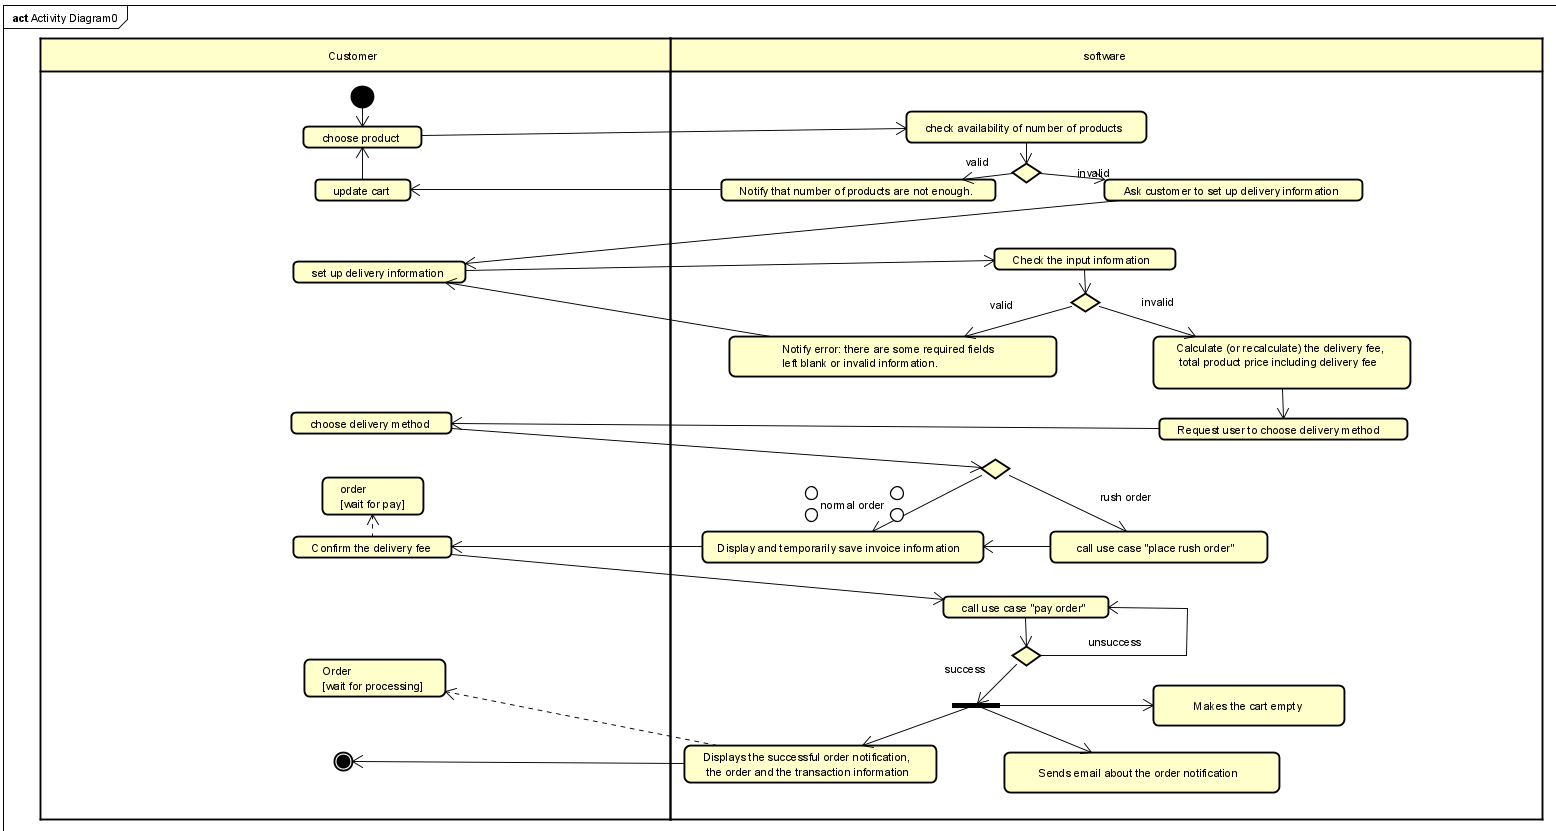 act Activity Diagram0
Customer
software
choose product
check availability of number of products
valid
invalid
update cart
Notify that number of products are not enough.
Ask customer to set up delivery information
set up delivery information
Check the input information
valid
invalid
Notify error: there are some required fields
left blank or invalid information.
Calculate (or recalculate) the delivery fee,
total product price including delivery fee
choose delivery method
Request user to choose delivery method
order
[wait for pay]
normal order
rush order
Confirm the delivery fee
Display and temporarily save invoice information
call use case "place rush order"
call use case "pay order"
unsuccess
success
Order
[wait for processing]
Makes the cart empty
Displays the successful order notification,
the order and the transaction information
Sends email about the order notification